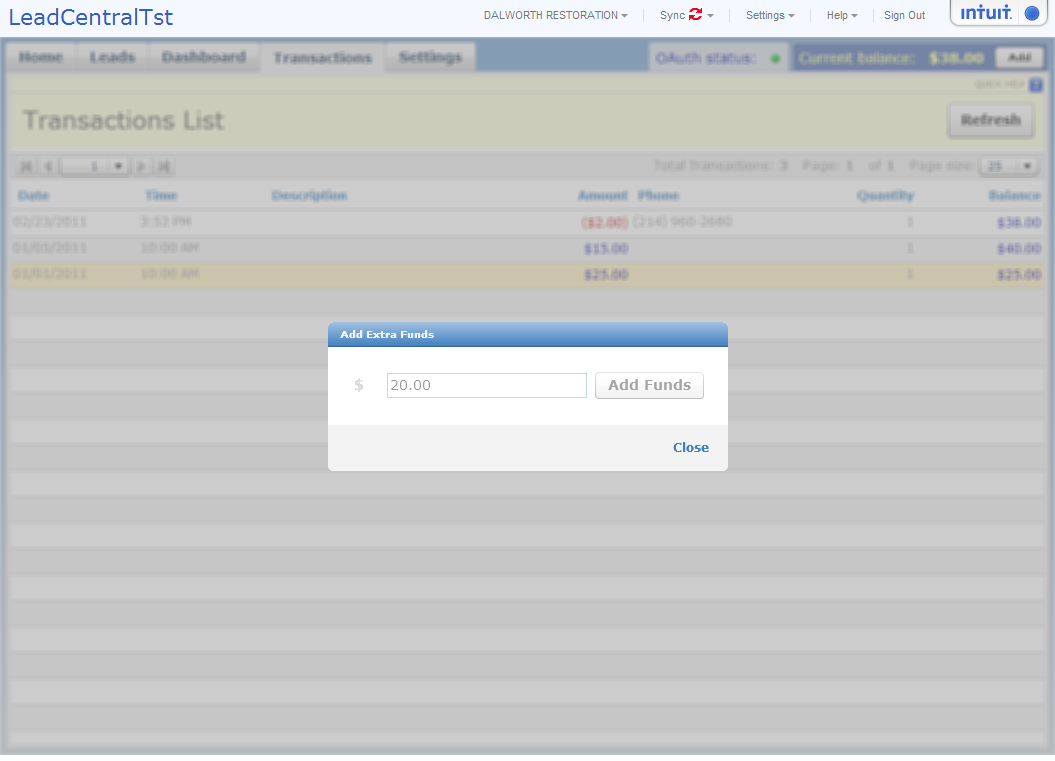 LeadCentralTst DALWORTH RESTORATION Sync Settings Help Sign Out intuit.
Home Leads Dashboard Transactions Settings OAuth status: Current balance: $38.00 Add
QUICK HELP ?
Transactions List Refresh
1 Total Transactions: 3 Page: 1 of 1 Page size: 25
Date Time Description Amount Phone Quantity Balance
02/23/2011 3:52 PM ($2.00) (214) 960-2680 1 $38.00
01/05/2011 10:00 AM $15.00 1 $40.00
01/01/2011 10:00 AM $25.00 1 $25.00
Add Extra Funds
$ 20.00 Add Funds
Close